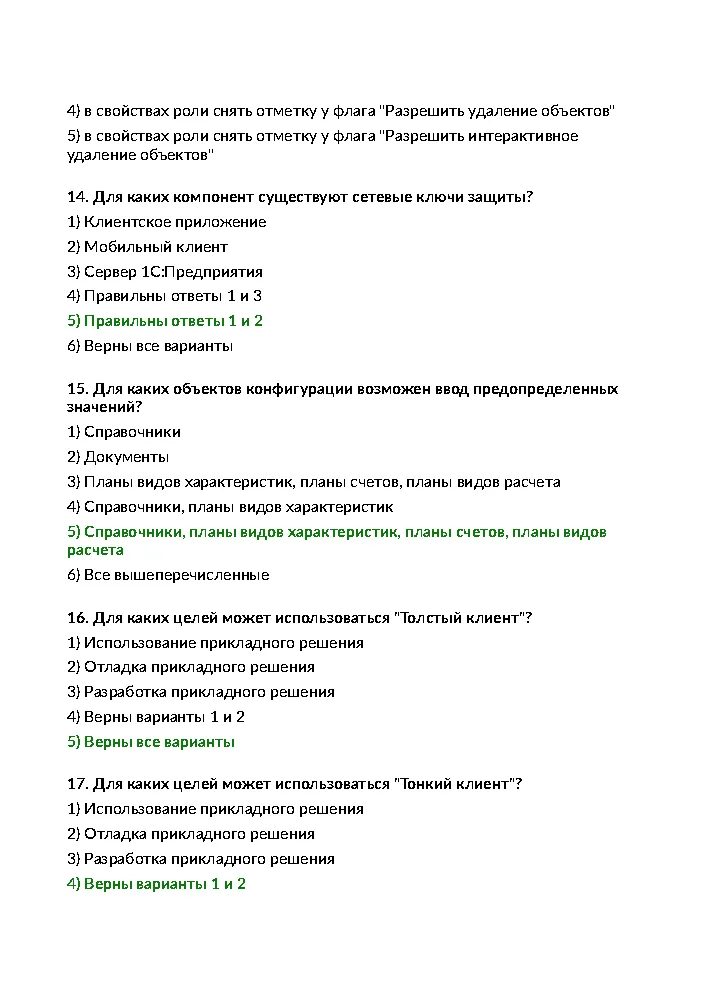 4) в свойствах роли снять отметку у флага "Разрешить удаление объектов"
5) в свойствах роли снять отметку у флага "Разрешить интерактивное
удаление объектов"
14. Для каких компонент существуют сетевые ключи защиты?
1) Клиентское приложение
2) Мобильный клиент
3) Сервер 1С:Предприятия
4) Правильны ответы 1 и 3
5) Правильны ответы 1 и 2
6) Верны все варианты
15. Для каких объектов конфигурации возможен ввод предопределенных
значений?
1) Справочники
2) Документы
3) Планы видов характеристик, планы счетов, планы видов расчета
4) Справочники, планы видов характеристик
5) Справочники, планы видов характеристик, планы счетов, планы видов
расчета
6) Все вышеперечисленные
16. Для каких целей может использоваться "Толстый клиент"?
1) Использование прикладного решения
2) Отладка прикладного решения
3) Разработка прикладного решения
4) Верны варианты 1 и 2
5) Верны все варианты
17. Для каких целей может использоваться "Тонкий клиент"?
1) Использование прикладного решения
2) Отладка прикладного решения
3) Разработка прикладного решения
4) Верны варианты 1 и 2